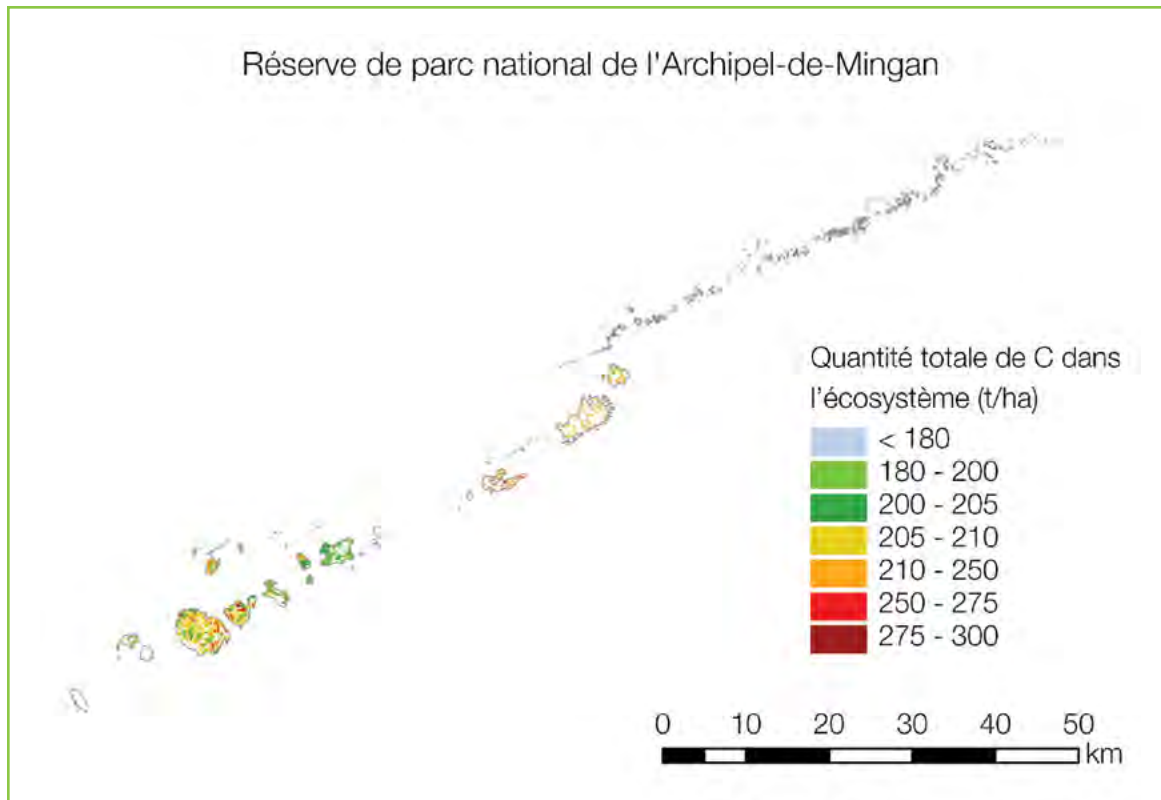 Réserve de parc national de l'Archipel-de-Mingan
Quantité totale de C dans
l'écosystème (t/ha)
< 180
180 - 200
200 - 205
205 - 210
210 - 250
250 - 275
275 - 300
0 10 20 30 40 50
km